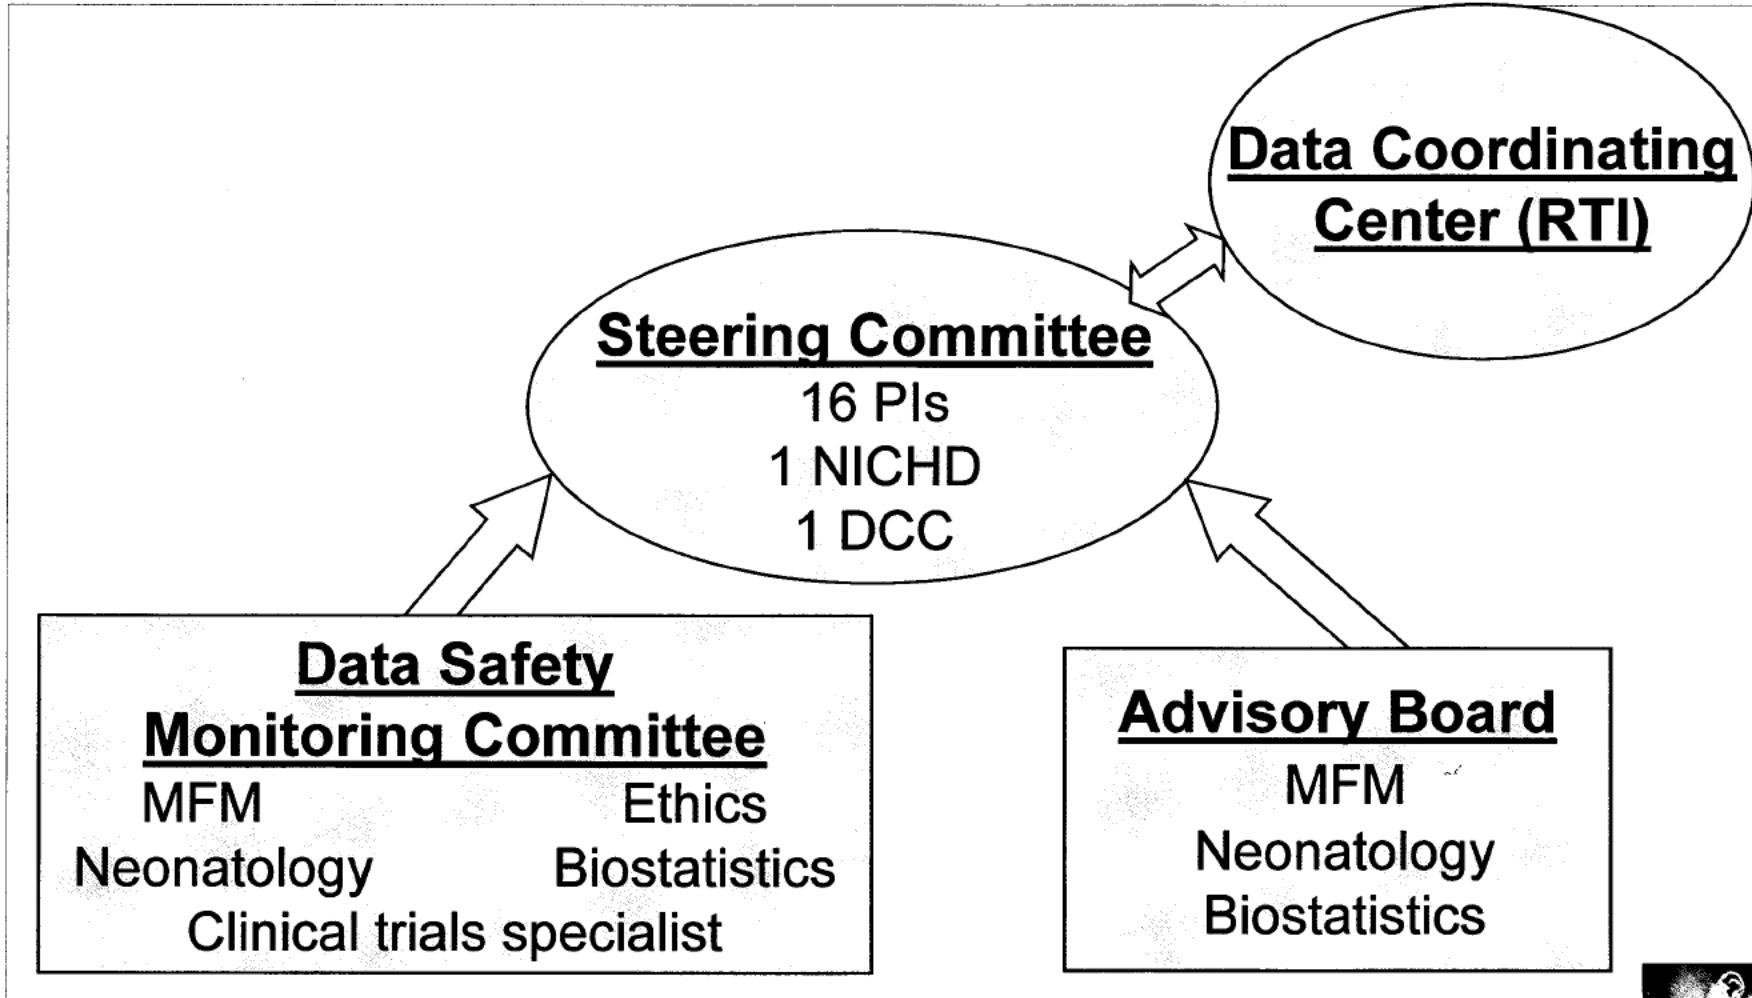 Data Coordinating
Center (RTI)
Steering Committee
16 PIs
1 NICHD
1 DCC
Data Safety
Monitoring Committee
MFM Ethics
Neonatology Biostatistics
Clinical trials specialist
Advisory Board
MFM
Neonatology
Biostatistics